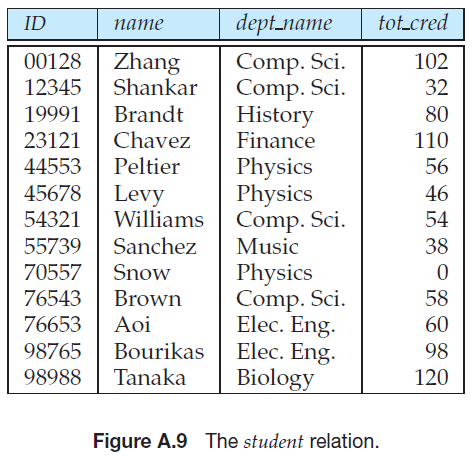 ID name dept_name tot_cred
00128 Zhang Comp. Sci. 102
12345 Shankar Comp. Sci. 32
19991 Brandt History 80
23121 Chavez Finance 110
44553 Peltier Physics 56
45678 Levy Physics 46
54321 Williams Comp. Sci. 54
55739 Sanchez Music 38
70557 Snow Physics 0
76543 Brown Comp. Sci. 58
76653 Aoi Elec. Eng. 60
98765 Bourikas Elec. Eng. 98
98988 Tanaka Biology 120
Figure A.9 The student relation.